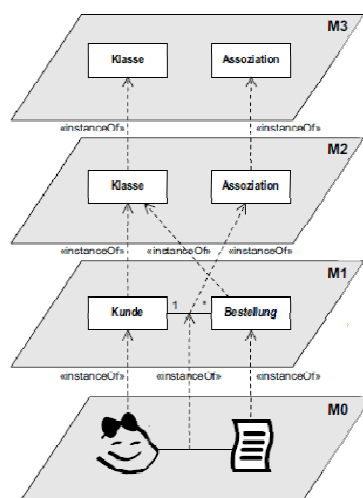 M3
Klasse Assoziation
«instanceOf» «instanceOf»
M2
Klasse Assoziation
«instanceOf» «instanceOf» «instanceOf»
M1
Kunde 1 * Bestellung
«instanceOf» «instanceOf» «instanceOf»
M0